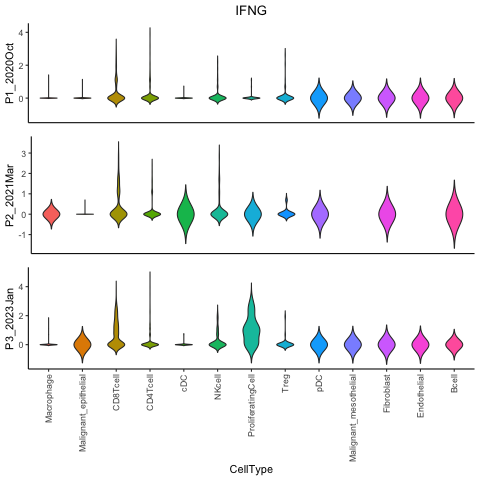 IFNG
P1_2020Oct
4
2
0
P2_2021Mar
3
2
1
0
-1
P3_2023Jan
4
2
0
Macrophage
Malignant_epithelial
CD8Tcell
CD4Tcell
cDC
NKcell
ProliferatingCell
Treg
pDC
Malignant_mesothelial
Fibroblast
Endothelial
Bcell
CellType